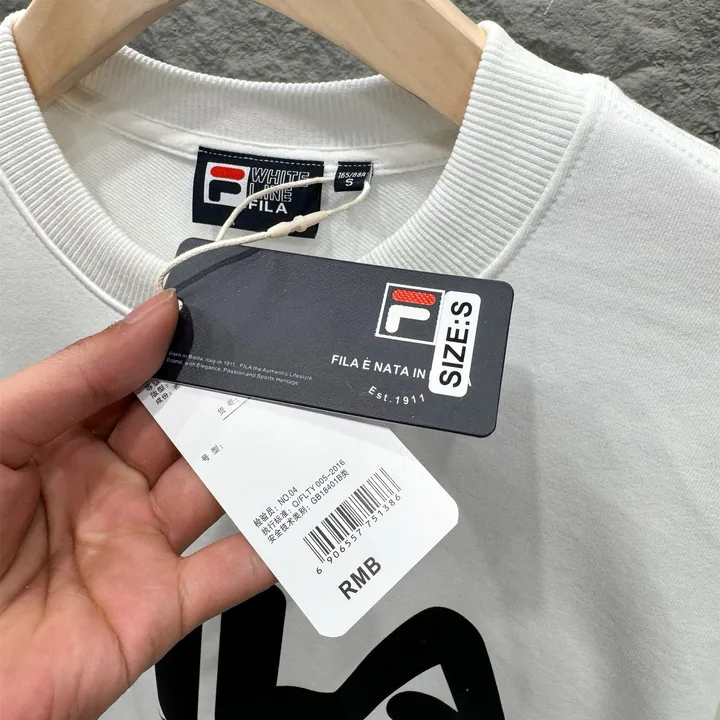 WHITE
LINE
FILA
165/88A
S
SIZE:S
FILA È NATA IN
Est.1911
Born in Biella, Italy in 1911, FILA the Authentic Lifestyle
Brand, with Elegance, Passion and Sports Heritage
号型:
检验员: NO.04
执行标准: Q/FLTY 005-2016
安全技术类别: GB18401B类
6 906557 751386
RMB